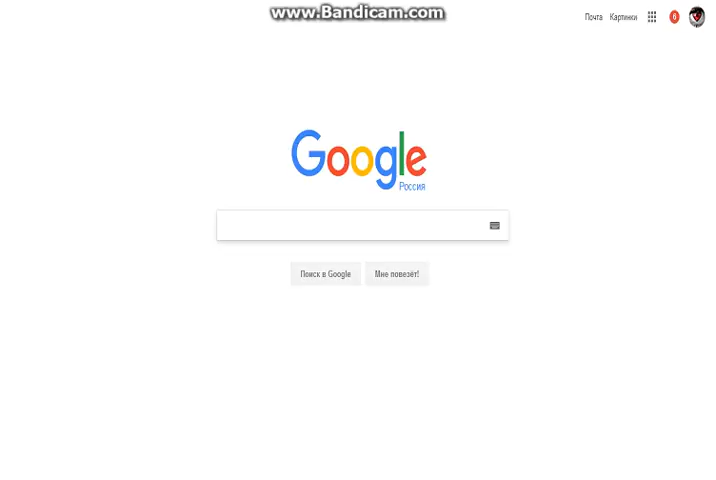 www.Bandicam.com
Почта Картинки 6
Google
Россия
Поиск в Google Мне повезёт!